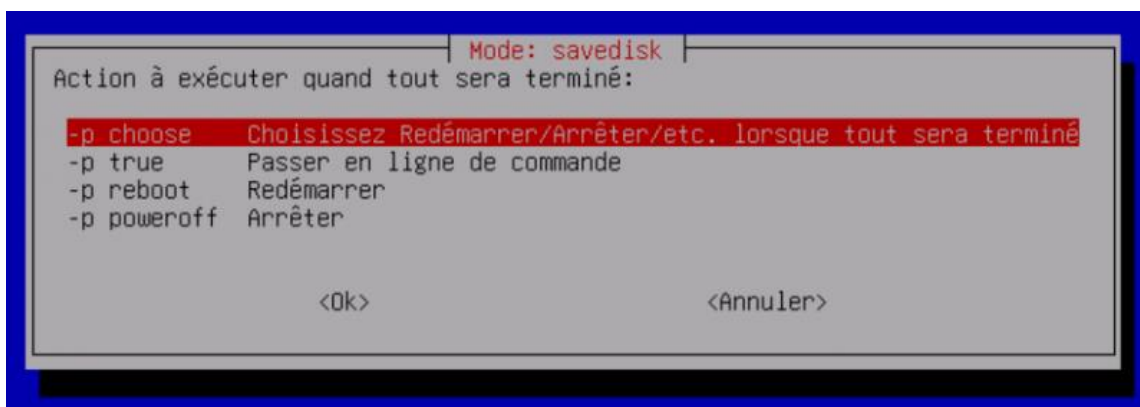 Mode: savedisk
Action à exécuter quand tout sera terminé:
-p choose Choisissez Redémarrer/Arrêter/etc. lorsque tout sera terminé
-p true Passer en ligne de commande
-p reboot Redémarrer
-p poweroff Arrêter
<Ok> <Annuler>